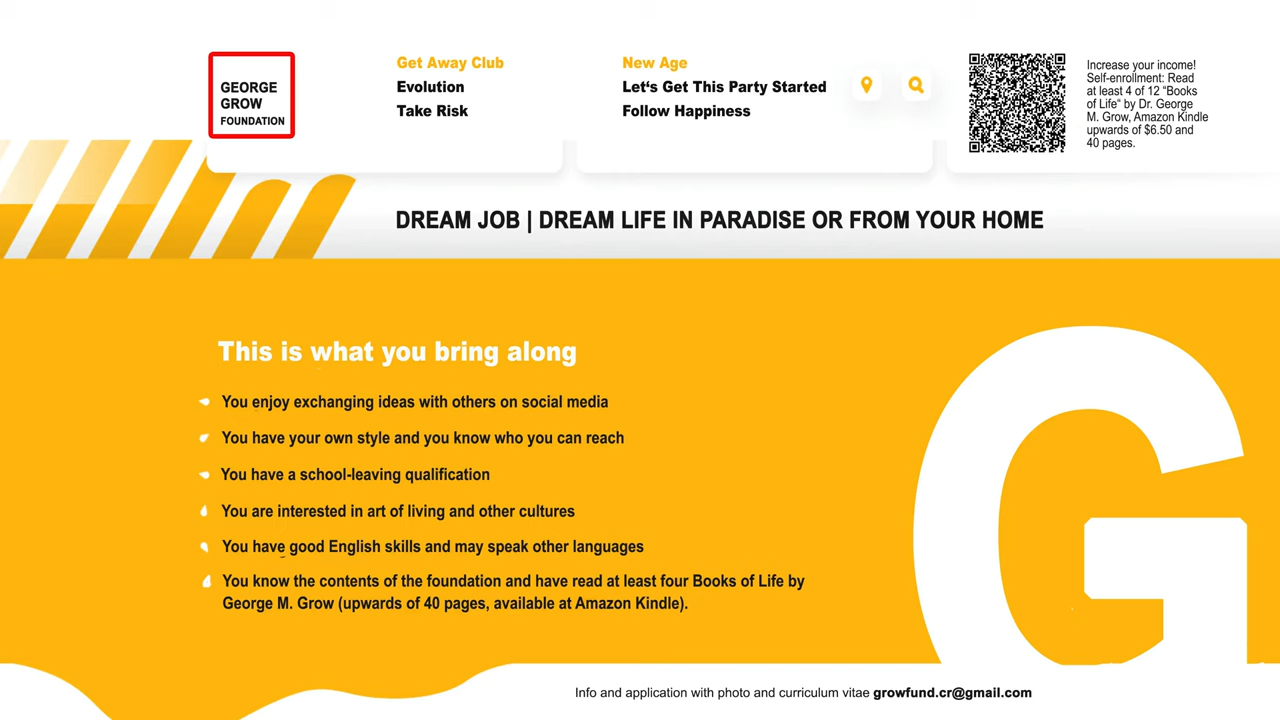 GEORGE
GROW
FOUNDATION
Get Away Club
Evolution
Take Risk
New Age
Let‘s Get This Party Started
Follow Happiness
Increase your income!
Self-enrollment: Read
at least 4 of 12 “Books
of Life“ by Dr. George
M. Grow, Amazon Kindle
upwards of $6.50 and
40 pages.
DREAM JOB | DREAM LIFE IN PARADISE OR FROM YOUR HOME
This is what you bring along
You enjoy exchanging ideas with others on social media
You have your own style and you know who you can reach
You have a school-leaving qualification
You are interested in art of living and other cultures
You have good English skills and may speak other languages
You know the contents of the foundation and have read at least four Books of Life by
George M. Grow (upwards of 40 pages, available at Amazon Kindle).
G
Info and application with photo and curriculum vitae growfund.cr@gmail.com